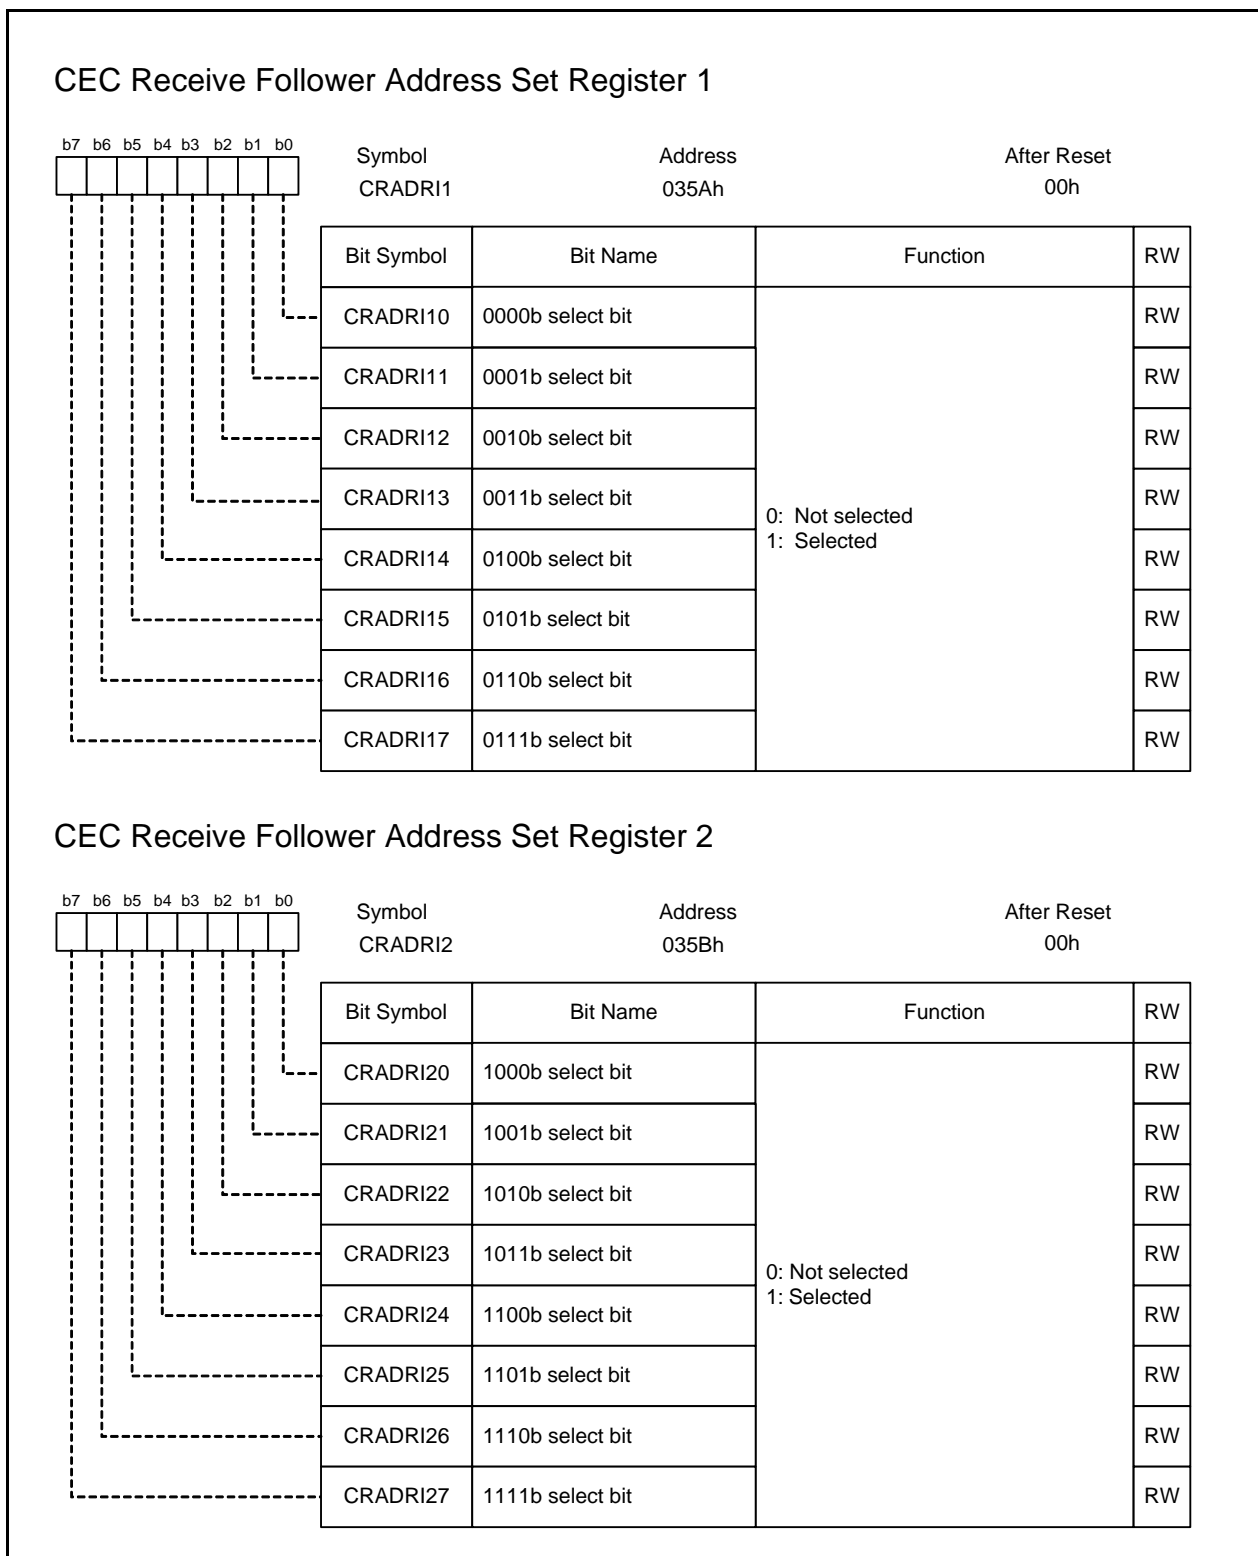 CEC Receive Follower Address Set Register 1
b7 b6 b5 b4 b3 b2 b1 b0
Symbol Address After Reset
CRADRI1 035Ah 00h
Bit Symbol Bit Name Function RW
CRADRI10 0000b select bit RW
CRADRI11 0001b select bit RW
CRADRI12 0010b select bit RW
CRADRI13 0011b select bit RW
0: Not selected
1: Selected
CRADRI14 0100b select bit RW
CRADRI15 0101b select bit RW
CRADRI16 0110b select bit RW
CRADRI17 0111b select bit RW
CEC Receive Follower Address Set Register 2
b7 b6 b5 b4 b3 b2 b1 b0
Symbol Address After Reset
CRADRI2 035Bh 00h
Bit Symbol Bit Name Function RW
CRADRI20 1000b select bit RW
CRADRI21 1001b select bit RW
CRADRI22 1010b select bit RW
CRADRI23 1011b select bit RW
0: Not selected
1: Selected
CRADRI24 1100b select bit RW
CRADRI25 1101b select bit RW
CRADRI26 1110b select bit RW
CRADRI27 1111b select bit RW